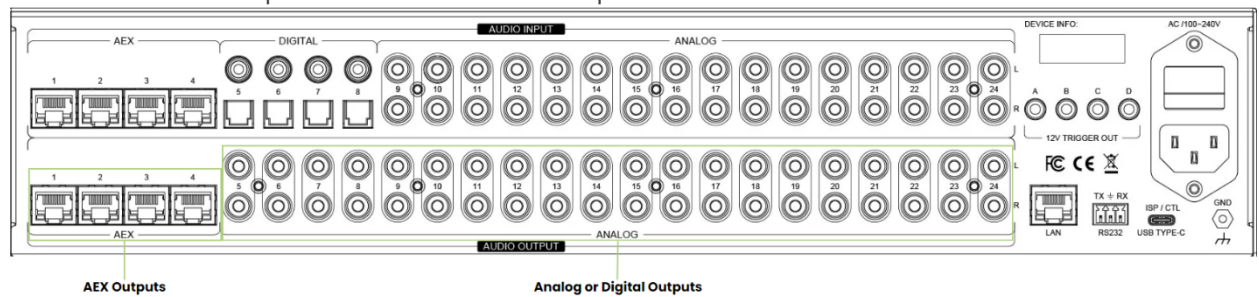 AUDIO INPUT
DEVICE INFO:
AC /100~240V
AEX
DIGITAL
ANALOG
1 2 3 4
5 6 7 8 9 10 11 12 13 14 15 16 17 18 19 20 21 22 23 24
L
R
A B C D
12V TRIGGER OUT
FC CE
1 2 3 4
5 6 7 8 9 10 11 12 13 14 15 16 17 18 19 20 21 22 23 24
L
R
AEX
ANALOG
AUDIO OUTPUT
LAN
TX RX
RS232
ISP / CTL
USB TYPE-C
GND
AEX Outputs
Analog or Digital Outputs